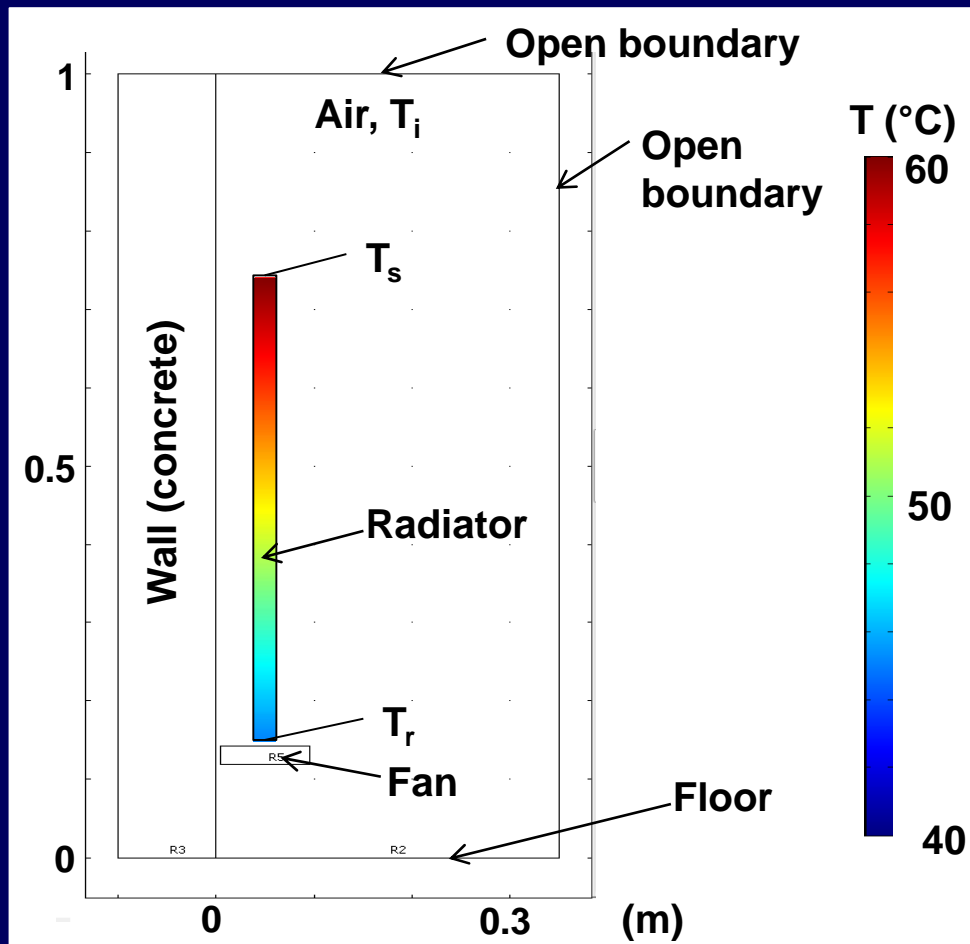 Open boundary
1
Air, Tᵢ
T (°C)
60
Open
boundary
Tₛ
Wall (concrete)
0.5
Radiator
50
Tᵣ
R5
Fan
Floor
R3
R2
0
40
0
0.3
(m)